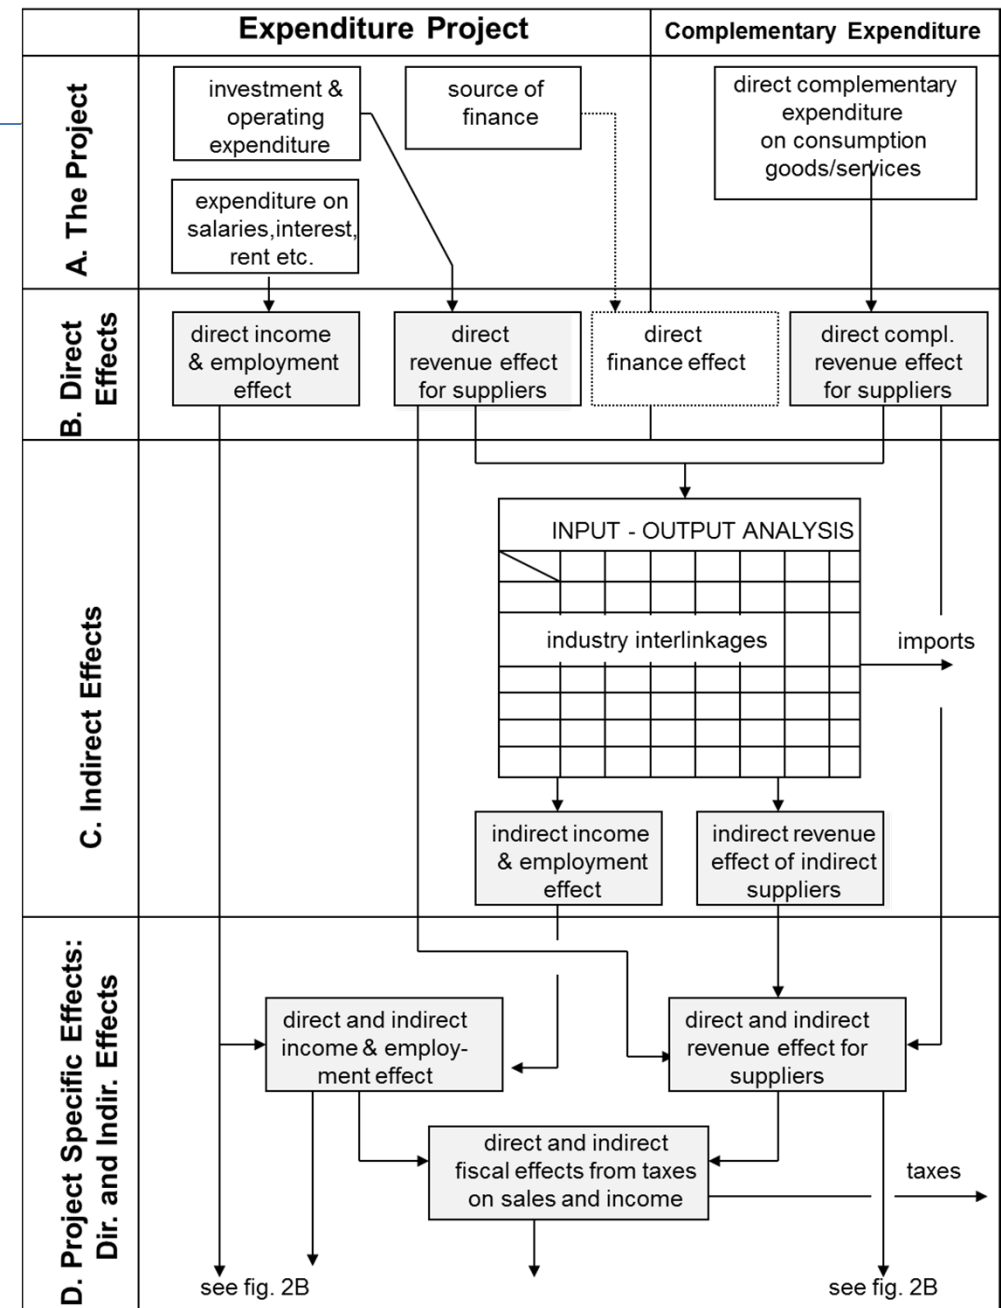 Expenditure Project
Complementary Expenditure
A. The Project
investment &
operating
expenditure
source of
finance
direct complementary
expenditure
on consumption
goods/services
expenditure on
salaries,interest,
rent etc.
B. Direct
Effects
direct income
& employment
effect
direct
revenue effect
for suppliers
direct
finance effect
direct compl.
revenue effect
for suppliers
C. Indirect Effects
INPUT - OUTPUT ANALYSIS
industry interlinkages
imports
indirect income
& employment
effect
indirect revenue
effect of indirect
suppliers
D. Project Specific Effects:
Dir. and Indir. Effects
direct and indirect
income & employ-
ment effect
direct and indirect
revenue effect for
suppliers
direct and indirect
fiscal effects from taxes
on sales and income
taxes
see fig. 2B
see fig. 2B